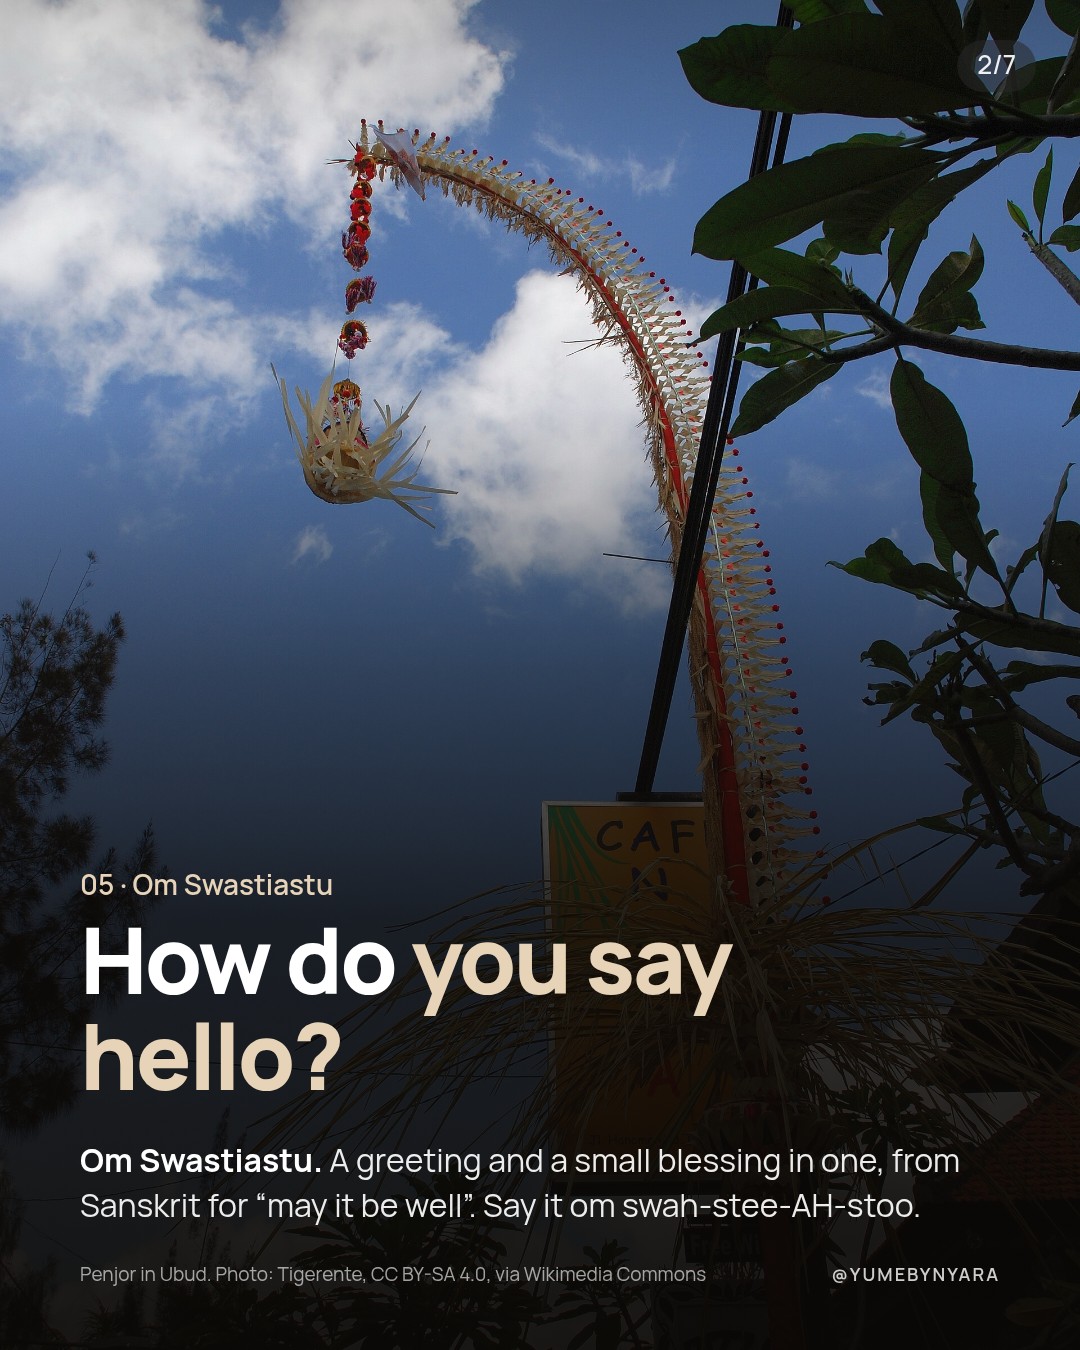 2/7
CAF
N
05 · Om Swastiastu
How do you say
hello?
Om Swastiastu. A greeting and a small blessing in one, from
Sanskrit for “may it be well”. Say it om swah-stee-AH-stoo.
Penjor in Ubud. Photo: Tigerente, CC BY-SA 4.0, via Wikimedia Commons
@YUMEBYNYARA